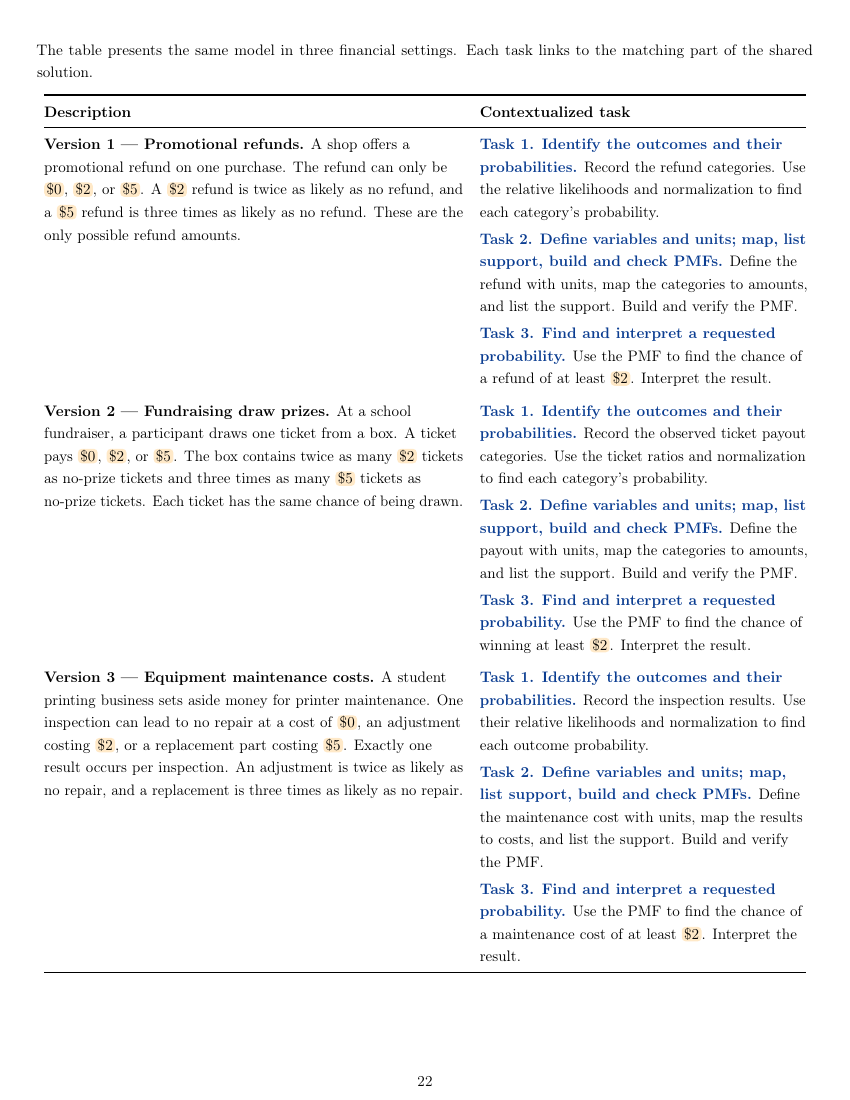 The table presents the same model in three financial settings. Each task links to the matching part of the shared
solution.
Description
Contextualized task
Version 1 — Promotional refunds. A shop offers a
promotional refund on one purchase. The refund can only be
$0, $2, or $5. A $2 refund is twice as likely as no refund, and
a $5 refund is three times as likely as no refund. These are the
only possible refund amounts.
Task 1. Identify the outcomes and their
probabilities. Record the refund categories. Use
the relative likelihoods and normalization to find
each category's probability.
Task 2. Define variables and units; map, list
support, build and check PMFs. Define the
refund with units, map the categories to amounts,
and list the support. Build and verify the PMF.
Task 3. Find and interpret a requested
probability. Use the PMF to find the chance of
a refund of at least $2. Interpret the result.
Version 2 — Fundraising draw prizes. At a school
fundraiser, a participant draws one ticket from a box. A ticket
pays $0, $2, or $5. The box contains twice as many $2 tickets
as no-prize tickets and three times as many $5 tickets as
no-prize tickets. Each ticket has the same chance of being drawn.
Task 1. Identify the outcomes and their
probabilities. Record the observed ticket payout
categories. Use the ticket ratios and normalization
to find each category's probability.
Task 2. Define variables and units; map, list
support, build and check PMFs. Define the
payout with units, map the categories to amounts,
and list the support. Build and verify the PMF.
Task 3. Find and interpret a requested
probability. Use the PMF to find the chance of
winning at least $2. Interpret the result.
Version 3 — Equipment maintenance costs. A student
printing business sets aside money for printer maintenance. One
inspection can lead to no repair at a cost of $0, an adjustment
costing $2, or a replacement part costing $5. Exactly one
result occurs per inspection. An adjustment is twice as likely as
no repair, and a replacement is three times as likely as no repair.
Task 1. Identify the outcomes and their
probabilities. Record the inspection results. Use
their relative likelihoods and normalization to find
each outcome probability.
Task 2. Define variables and units; map,
list support, build and check PMFs. Define
the maintenance cost with units, map the results
to costs, and list the support. Build and verify
the PMF.
Task 3. Find and interpret a requested
probability. Use the PMF to find the chance of
a maintenance cost of at least $2. Interpret the
result.
22